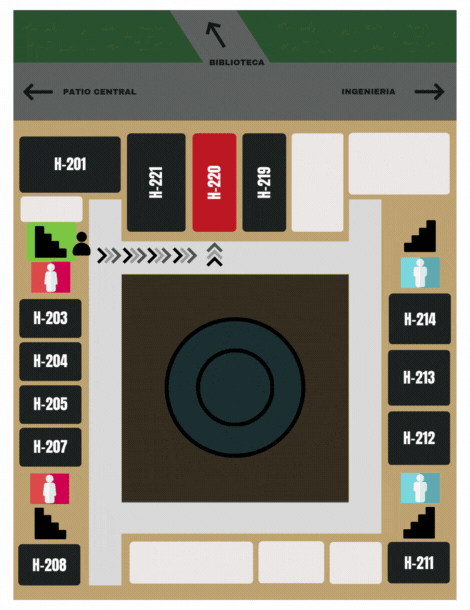 BIBLIOTECA
PATIO CENTRAL
INGENIERIA
H-201
H-221
H-220
H-219
H-203
H-204
H-205
H-207
H-208
H-214
H-213
H-212
H-211